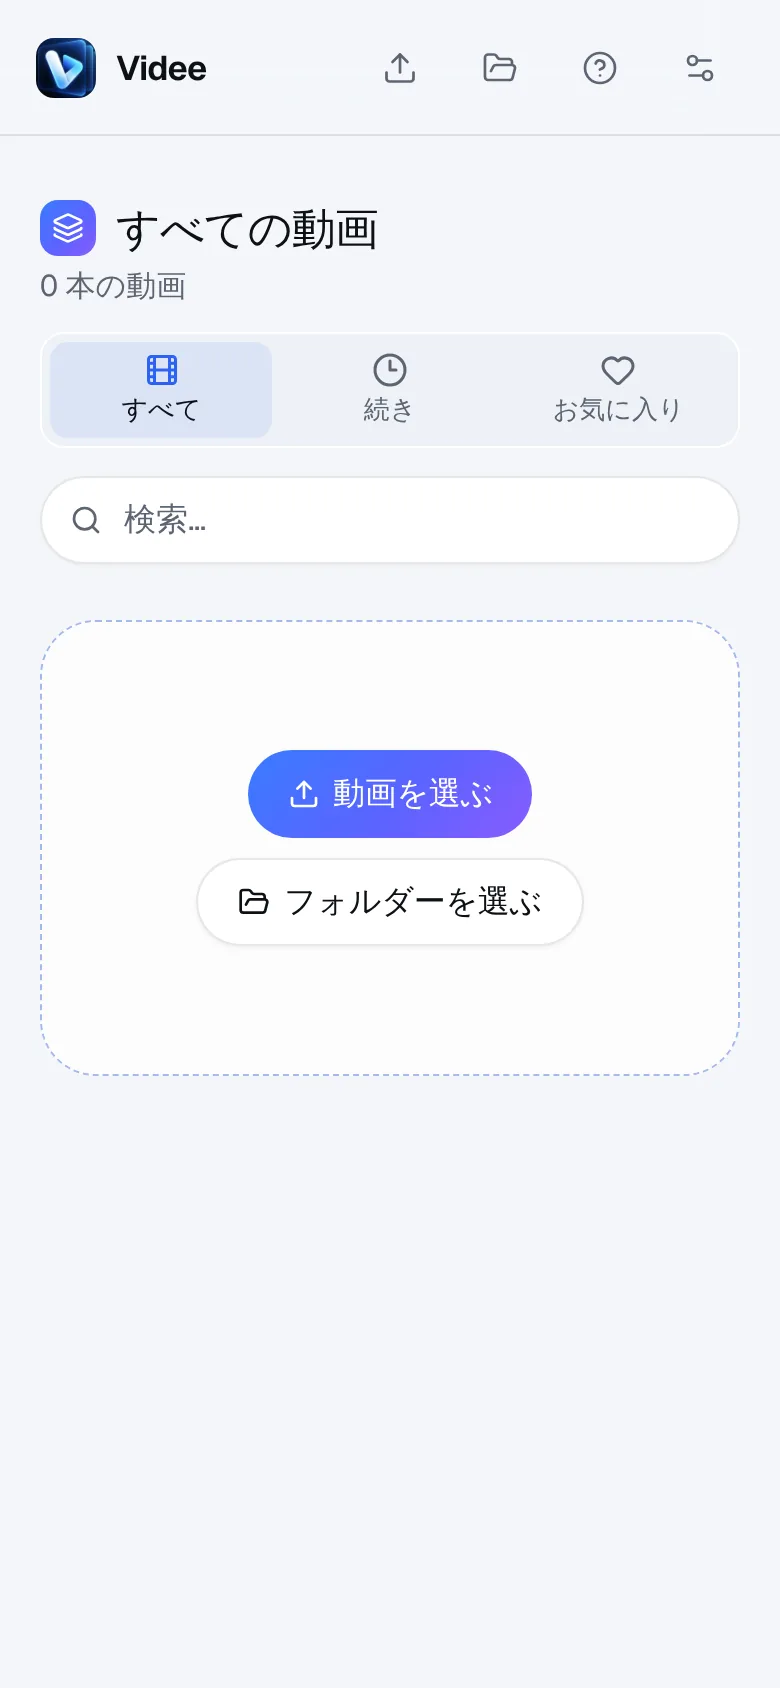 Videe
すべての動画
0 本の動画
すべて
続き
お気に入り
検索...
動画を選ぶ
フォルダーを選ぶ